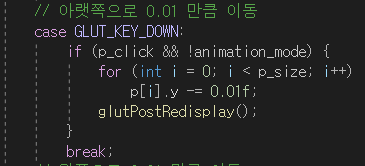 // 아랫쪽으로 0.01 만큼 이동
case GLUT_KEY_DOWN:
if (p_click && !animation_mode) {
for (int i = 0; i < p_size; i++)
p[i].y -= 0.01f;
glutPostRedisplay();
}
break;